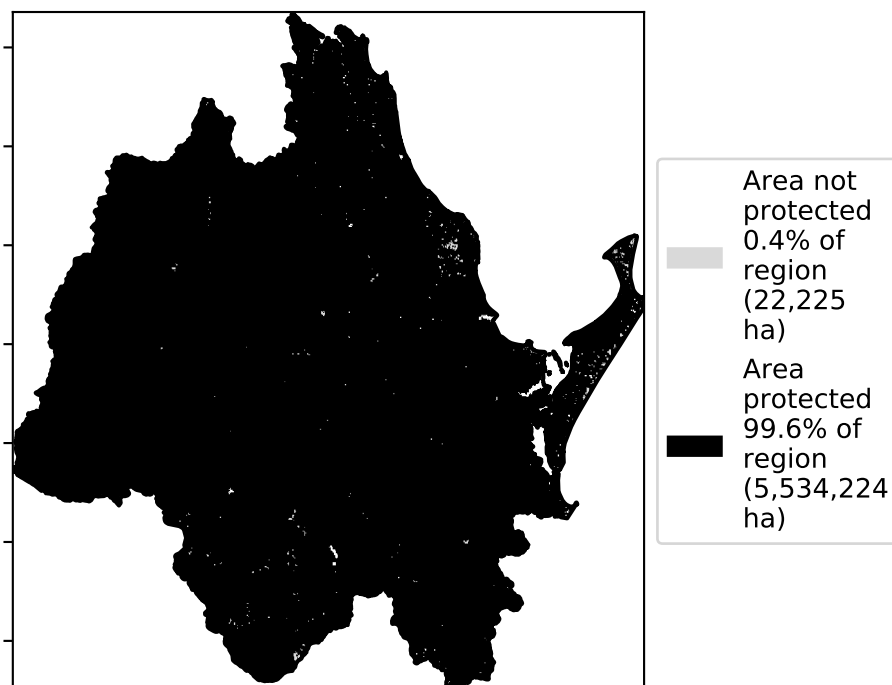 Area not
protected
0.4% of
region
(22,225
ha)
Area
protected
99.6% of
region
(5,534,224
ha)